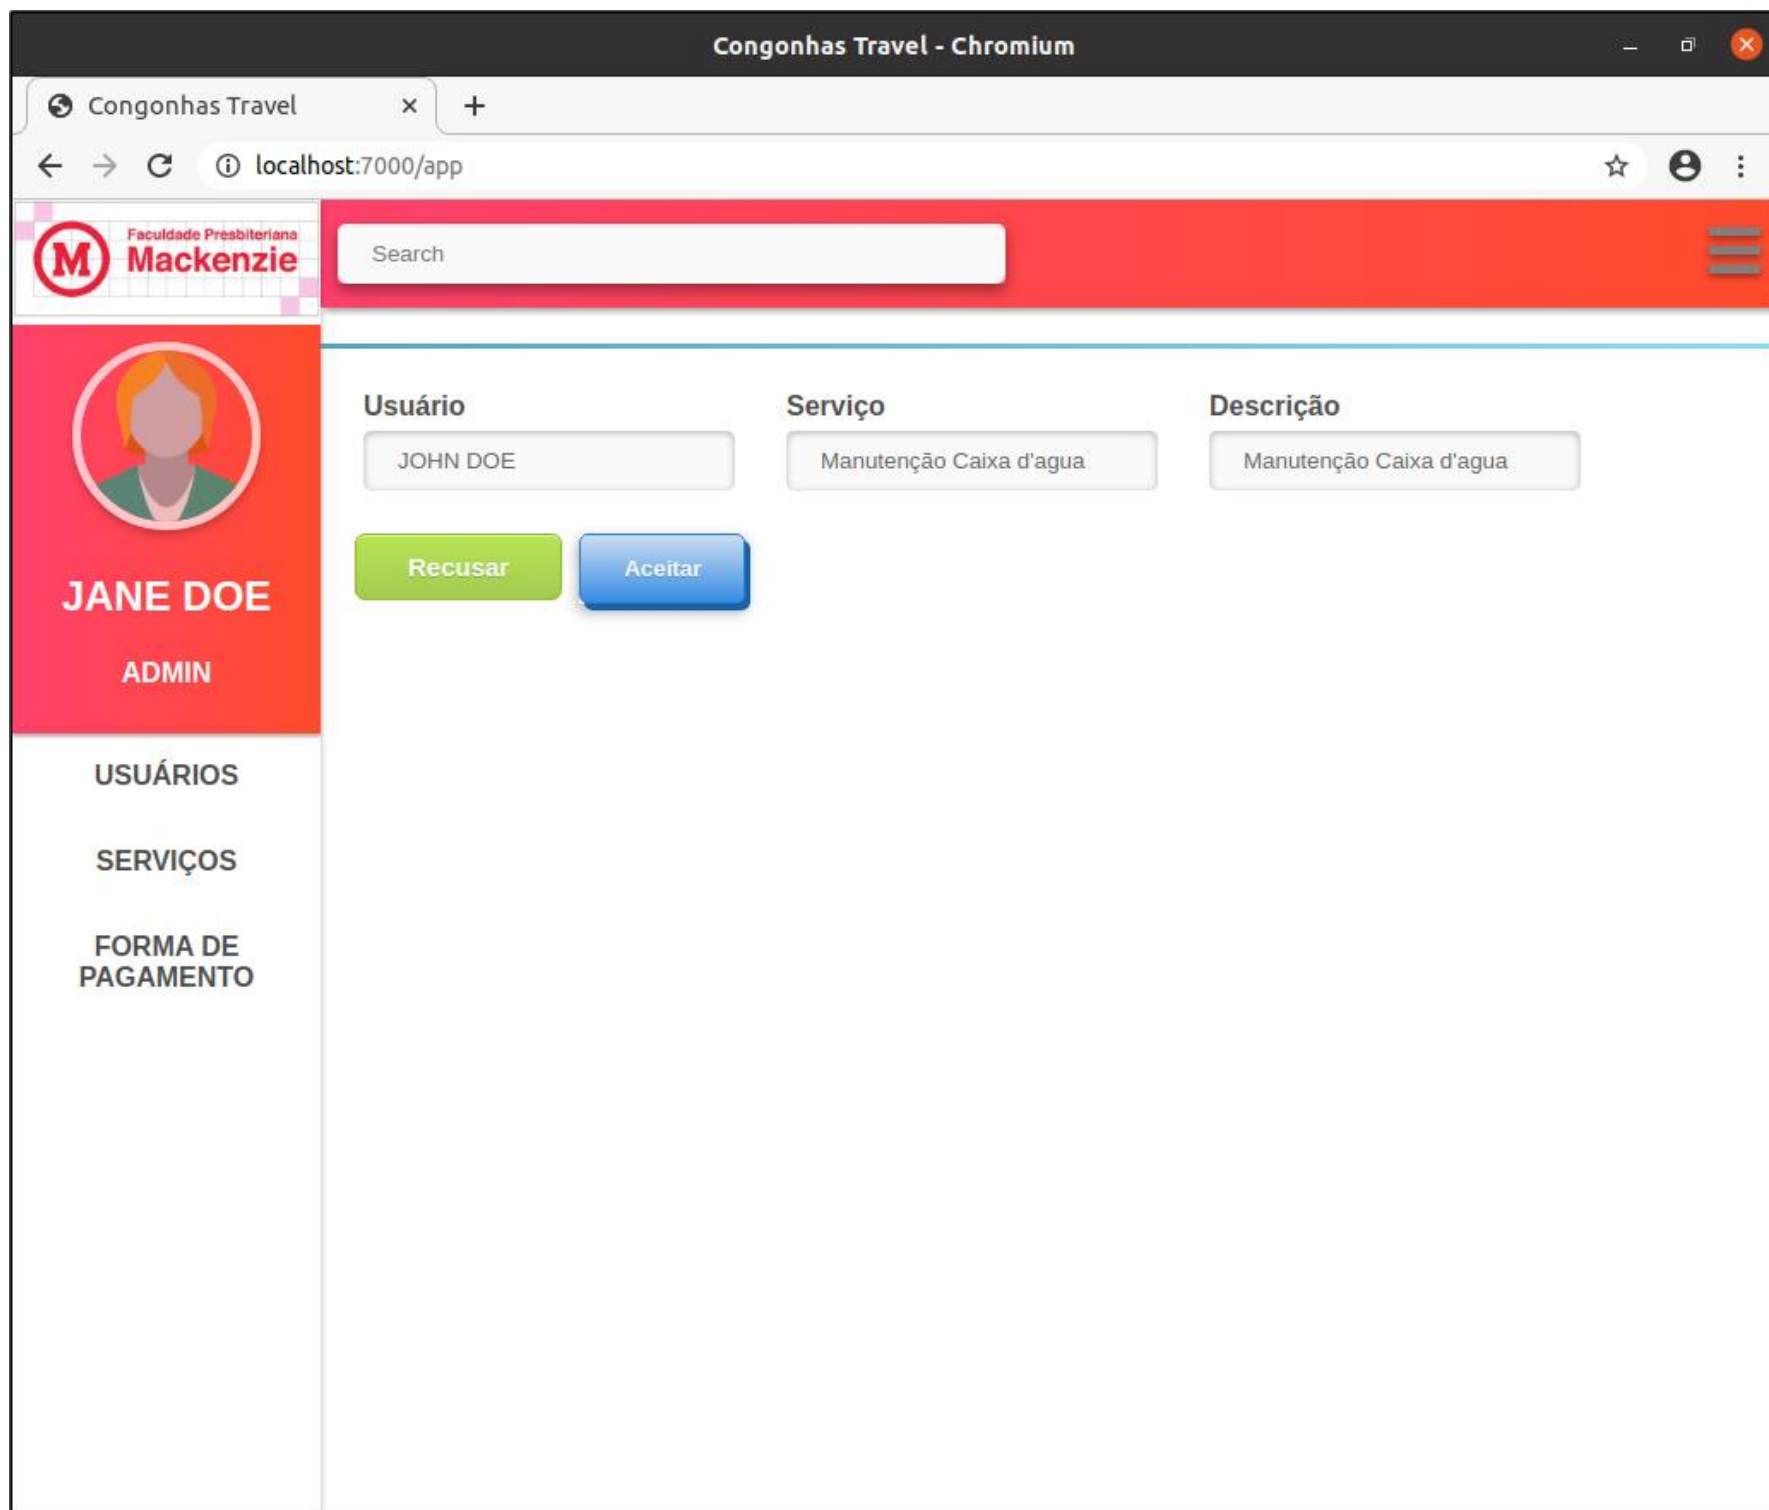 Congonhas Travel - Chromium
Congonhas Travel
localhost:7000/app
M Faculdade Presbiteriana
Mackenzie
Search
JANE DOE
ADMIN
USUÁRIOS
SERVIÇOS
FORMA DE
PAGAMENTO
Usuário Serviço Descrição
JOHN DOE Manutenção Caixa d'agua Manutenção Caixa d'agua
Recusar Aceitar